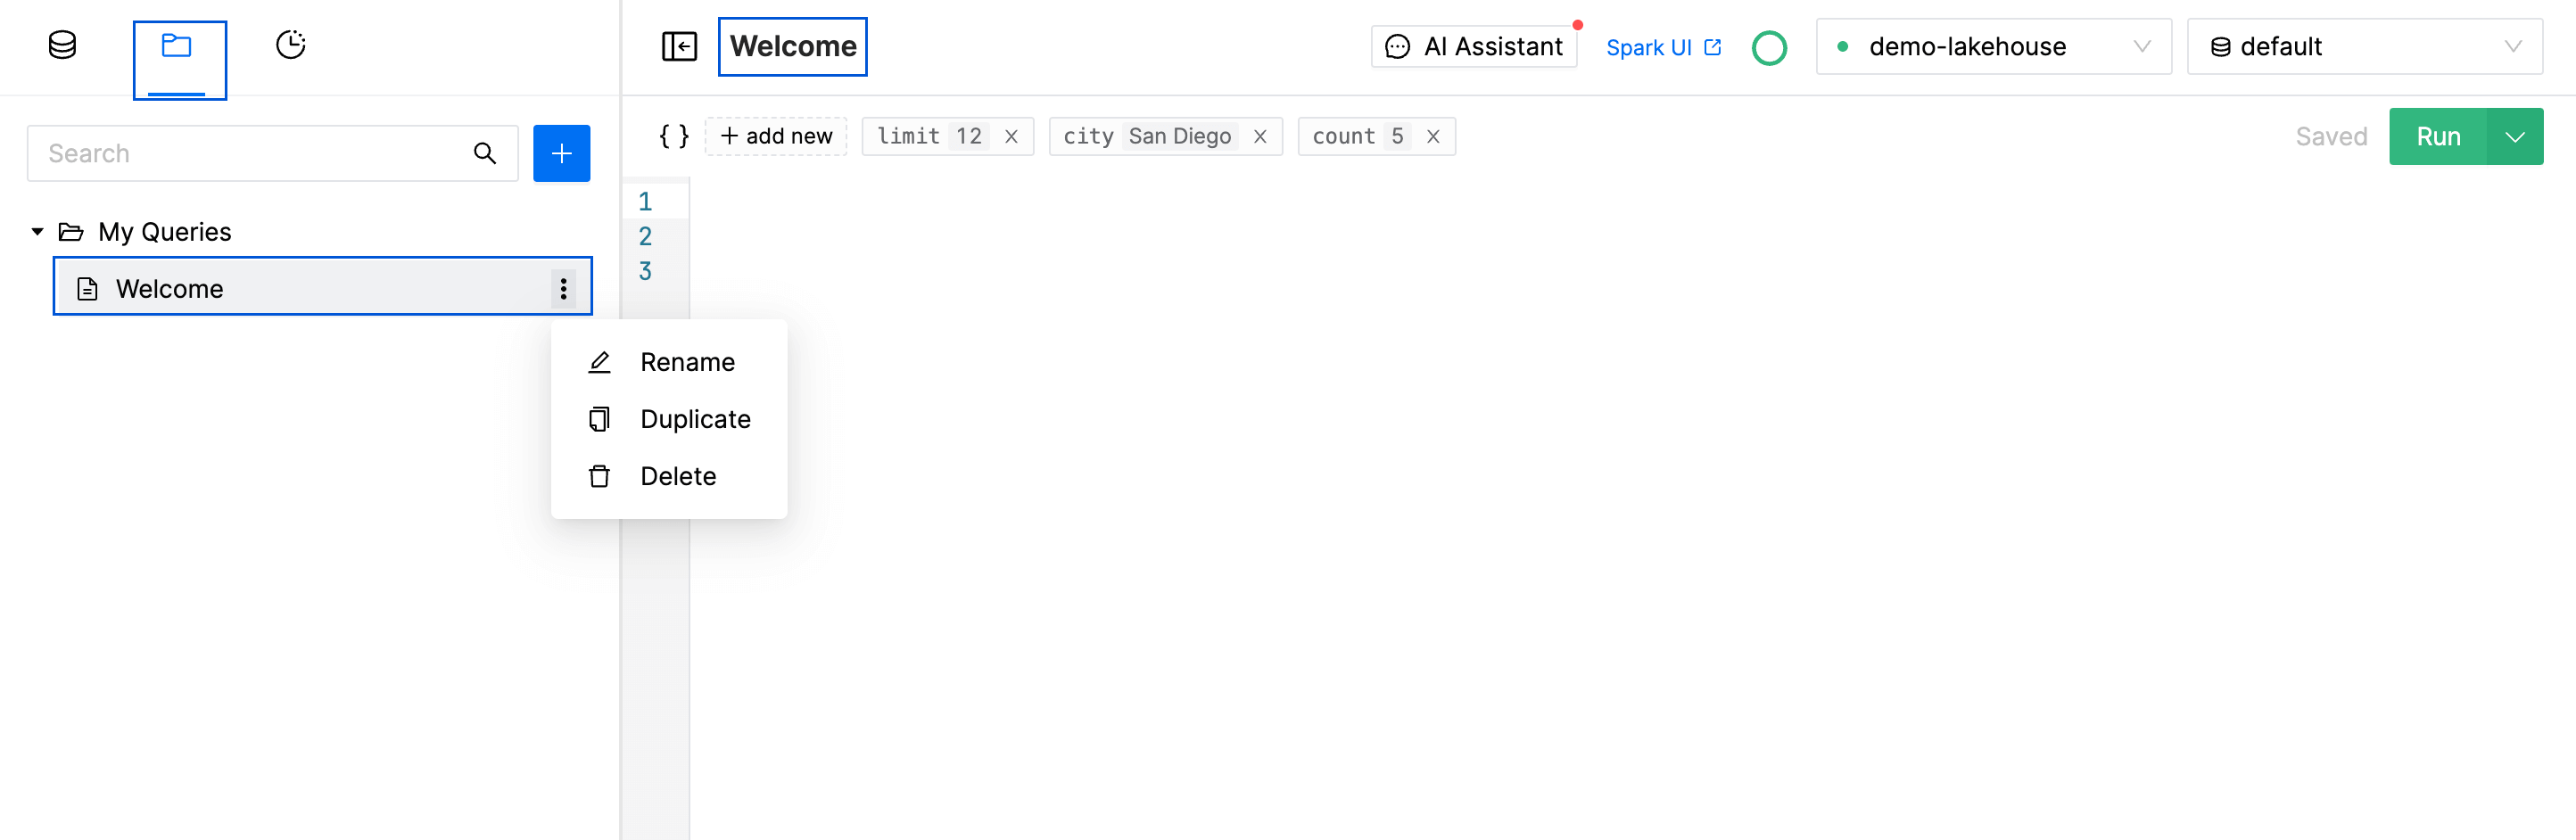 Welcome
AI Assistant
Spark UI
demo-lakehouse
default
Search
{ } + add new
limit 12
city San Diego
count 5
Saved
Run
My Queries
Welcome
Rename
Duplicate
Delete
1
2
3